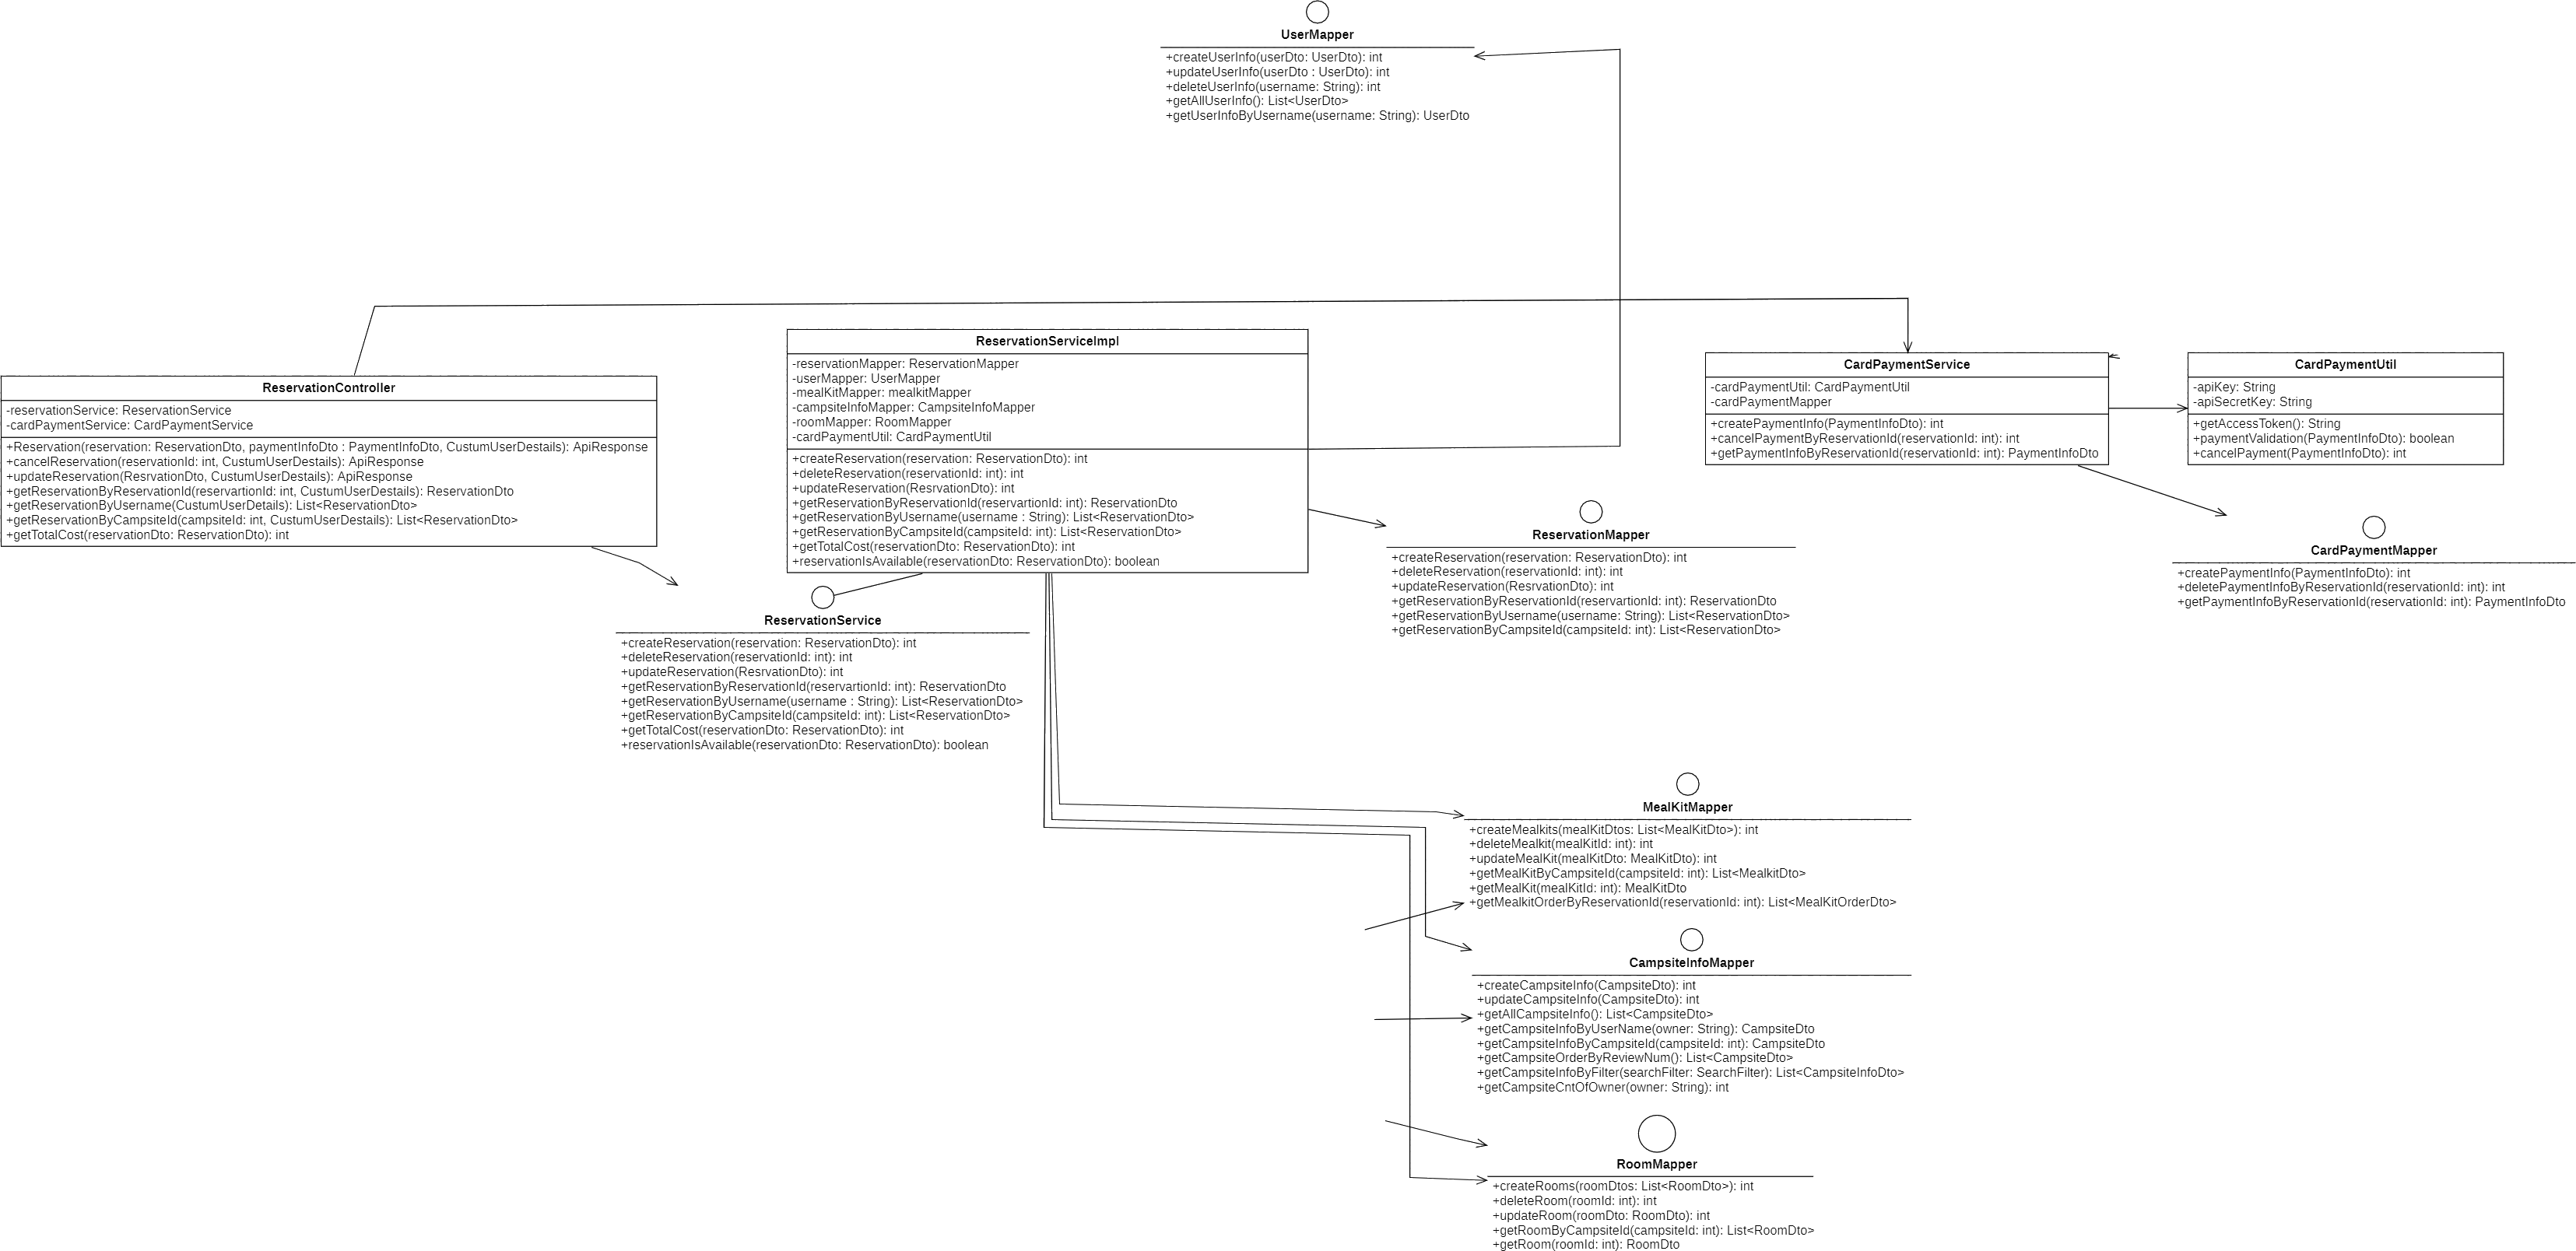 UserMapper
+createUserInfo(userDto: UserDto): int
+updateUserInfo(userDto : UserDto): int
+deleteUserInfo(username: String): int
+getAllUserInfo(): List<UserDto>
+getUserInfoByUsername(username: String): UserDto
ReservationController
-reservationService: ReservationService
-cardPaymentService: CardPaymentService
+Reservation(reservation: ReservationDto, paymentInfoDto : PaymentInfoDto, CustumUserDestails): ApiResponse
+cancelReservation(reservationId: int, CustumUserDestails): ApiResponse
+updateReservation(ResrvationDto, CustumUserDestails): ApiResponse
+getReservationByReservationId(reservartionId: int, CustumUserDestails): ReservationDto
+getReservationByUsername(CustumUserDetails): List<ReservationDto>
+getReservationByCampsiteId(campsiteId: int, CustumUserDestails): List<ReservationDto>
+getTotalCost(reservationDto: ReservationDto): int
ReservationServiceImpl
-reservationMapper: ReservationMapper
-userMapper: UserMapper
-mealKitMapper: mealkitMapper
-campsiteInfoMapper: CampsiteInfoMapper
-roomMapper: RoomMapper
-cardPaymentUtil: CardPaymentUtil
+createReservation(reservation: ReservationDto): int
+deleteReservation(reservationId: int): int
+updateReservation(ResrvationDto): int
+getReservationByReservationId(reservartionId: int): ReservationDto
+getReservationByUsername(username : String): List<ReservationDto>
+getReservationByCampsiteId(campsiteId: int): List<ReservationDto>
+getTotalCost(reservationDto: ReservationDto): int
+reservationIsAvailable(reservationDto: ReservationDto): boolean
CardPaymentService
-cardPaymentUtil: CardPaymentUtil
-cardPaymentMapper
+createPaymentInfo(PaymentInfoDto): int
+cancelPaymentByReservationId(reservationId: int): int
+getPaymentInfoByReservationId(reservationId: int): PaymentInfoDto
CardPaymentUtil
-apiKey: String
-apiSecretKey: String
+getAccessToken(): String
+paymentValidation(PaymentInfoDto): boolean
+cancelPayment(PaymentInfoDto): int
ReservationMapper
+createReservation(reservation: ReservationDto): int
+deleteReservation(reservationId: int): int
+updateReservation(ResrvationDto): int
+getReservationByReservationId(reservartionId: int): ReservationDto
+getReservationByUsername(username: String): List<ReservationDto>
+getReservationByCampsiteId(campsiteId: int): List<ReservationDto>
CardPaymentMapper
+createPaymentInfo(PaymentInfoDto): int
+deletePaymentInfoByReservationId(reservationId: int): int
+getPaymentInfoByReservationId(reservationId: int): PaymentInfoDto
ReservationService
+createReservation(reservation: ReservationDto): int
+deleteReservation(reservationId: int): int
+updateReservation(ResrvationDto): int
+getReservationByReservationId(reservartionId: int): ReservationDto
+getReservationByUsername(username : String): List<ReservationDto>
+getReservationByCampsiteId(campsiteId: int): List<ReservationDto>
+getTotalCost(reservationDto: ReservationDto): int
+reservationIsAvailable(reservationDto: ReservationDto): boolean
MealKitMapper
+createMealkits(mealKitDtos: List<MealKitDto>): int
+deleteMealkit(mealKitId: int): int
+updateMealKit(mealKitDto: MealKitDto): int
+getMealKitByCampsiteId(campsiteId: int): List<MealkitDto>
+getMealKit(mealKitId: int): MealKitDto
+getMealkitOrderByReservationId(reservationId: int): List<MealKitOrderDto>
CampsiteInfoMapper
+createCampsiteInfo(CampsiteDto): int
+updateCampsiteInfo(CampsiteDto): int
+getAllCampsiteInfo(): List<CampsiteDto>
+getCampsiteInfoByUserName(owner: String): CampsiteDto
+getCampsiteInfoByCampsiteId(campsiteId: int): CampsiteDto
+getCampsiteOrderByReviewNum(): List<CampsiteDto>
+getCampsiteInfoByFilter(searchFilter: SearchFilter): List<CampsiteInfoDto>
+getCampsiteCntOfOwner(owner: String): int
RoomMapper
+createRooms(roomDtos: List<RoomDto>): int
+deleteRoom(roomId: int): int
+updateRoom(roomDto: RoomDto): int
+getRoomByCampsiteId(campsiteId: int): List<RoomDto>
+getRoom(roomId: int): RoomDto